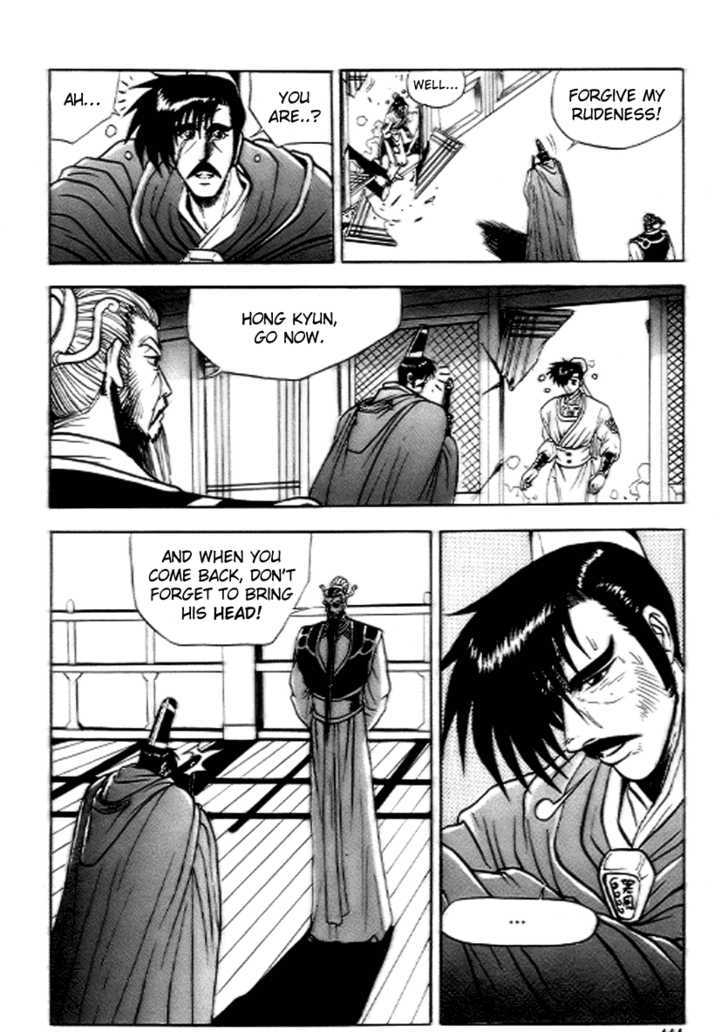 AH...
YOU
ARE..?
WELL...
FORGIVE MY
RUDENESS!
HONG KYUN,
GO NOW.
AND WHEN YOU
COME BACK, DON'T
FORGET TO BRING
HIS HEAD!
...